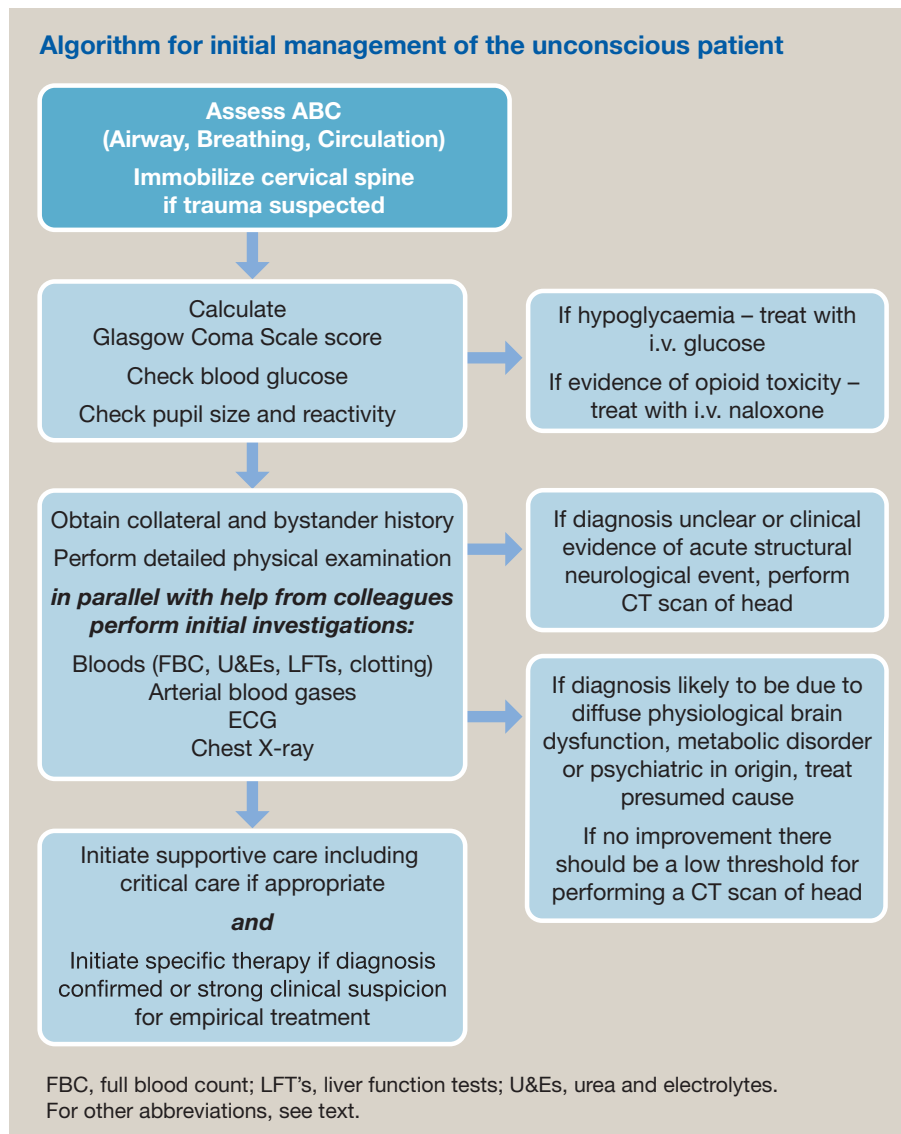 Algorithm for initial management of the unconscious patient
Assess ABC
(Airway, Breathing, Circulation)
Immobilize cervical spine
if trauma suspected
Calculate
Glasgow Coma Scale score
Check blood glucose
Check pupil size and reactivity
If hypoglycaemia – treat with
i.v. glucose
If evidence of opioid toxicity –
treat with i.v. naloxone
Obtain collateral and bystander history
Perform detailed physical examination
in parallel with help from colleagues
perform initial investigations:
Bloods (FBC, U&Es, LFTs, clotting)
Arterial blood gases
ECG
Chest X-ray
If diagnosis unclear or clinical
evidence of acute structural
neurological event, perform
CT scan of head
If diagnosis likely to be due to
diffuse physiological brain
dysfunction, metabolic disorder
or psychiatric in origin, treat
presumed cause
If no improvement there
should be a low threshold for
performing a CT scan of head
Initiate supportive care including
critical care if appropriate
and
Initiate specific therapy if diagnosis
confirmed or strong clinical suspicion
for empirical treatment
FBC, full blood count; LFT's, liver function tests; U&Es, urea and electrolytes.
For other abbreviations, see text.